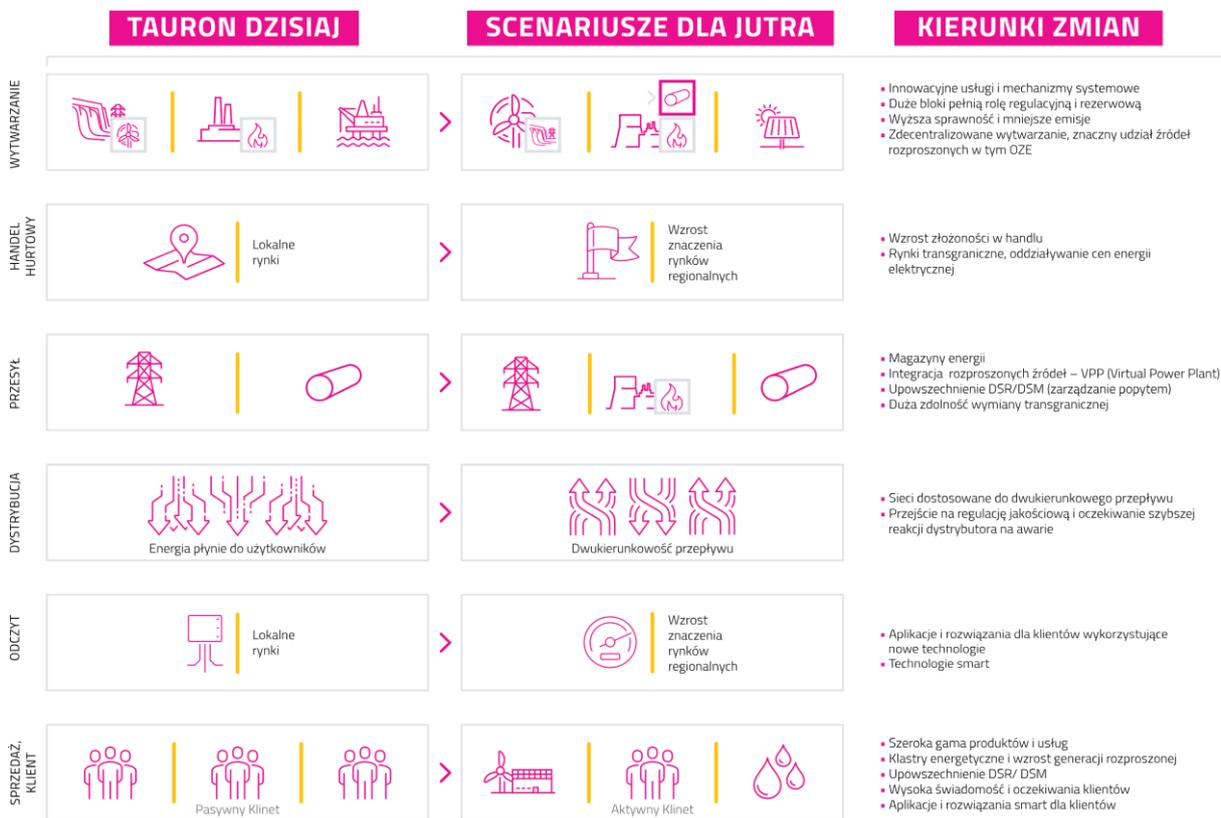 TAURON DZISIAJ
SCENARIUSZE DLA JUTRA
KIERUNKI ZMIAN
WYTWARZANIE
▪ Innowacyjne usługi i mechanizmy systemowe
▪ Duże bloki pełnią rolę regulacyjną i rezerwową
▪ Wyższa sprawność i mniejsze emisje
▪ Zdecentralizowane wytwarzanie, znaczny udział źródeł
rozproszonych w tym OZE
HANDEL
HURTOWY
Lokalne
rynki
Wzrost
znaczenia
rynków
regionalnych
▪ Wzrost złożoności w handlu
▪ Rynki transgraniczne, oddziaływanie cen energii
elektrycznej
PRZESYŁ
▪ Magazyny energii
▪ Integracja rozproszonych źródeł – VPP (Virtual Power Plant)
▪ Upowszechnienie DSR/DSM (zarządzanie popytem)
▪ Duża zdolność wymiany transgranicznej
DYSTRYBUCJA
Energia płynie do użytkowników
Dwukierunkowość przepływu
▪ Sieci dostosowane do dwukierunkowego przepływu
▪ Przejście na regulację jakościową i oczekiwanie szybszej
reakcji dystrybutora na awarie
ODCZYT
Lokalne
rynki
Wzrost
znaczenia
rynków
regionalnych
▪ Aplikacje i rozwiązania dla klientów wykorzystujące
nowe technologie
▪ Technologie smart
SPRZEDAŻ,
KLIENT
Pasywny Klinet
Aktywny Klinet
▪ Szeroka gama produktów i usług
▪ Klastry energetyczne i wzrost generacji rozproszonej
▪ Upowszechnienie DSR/ DSM
▪ Wysoka świadomość i oczekiwania klientów
▪ Aplikacje i rozwiązania smart dla klientów